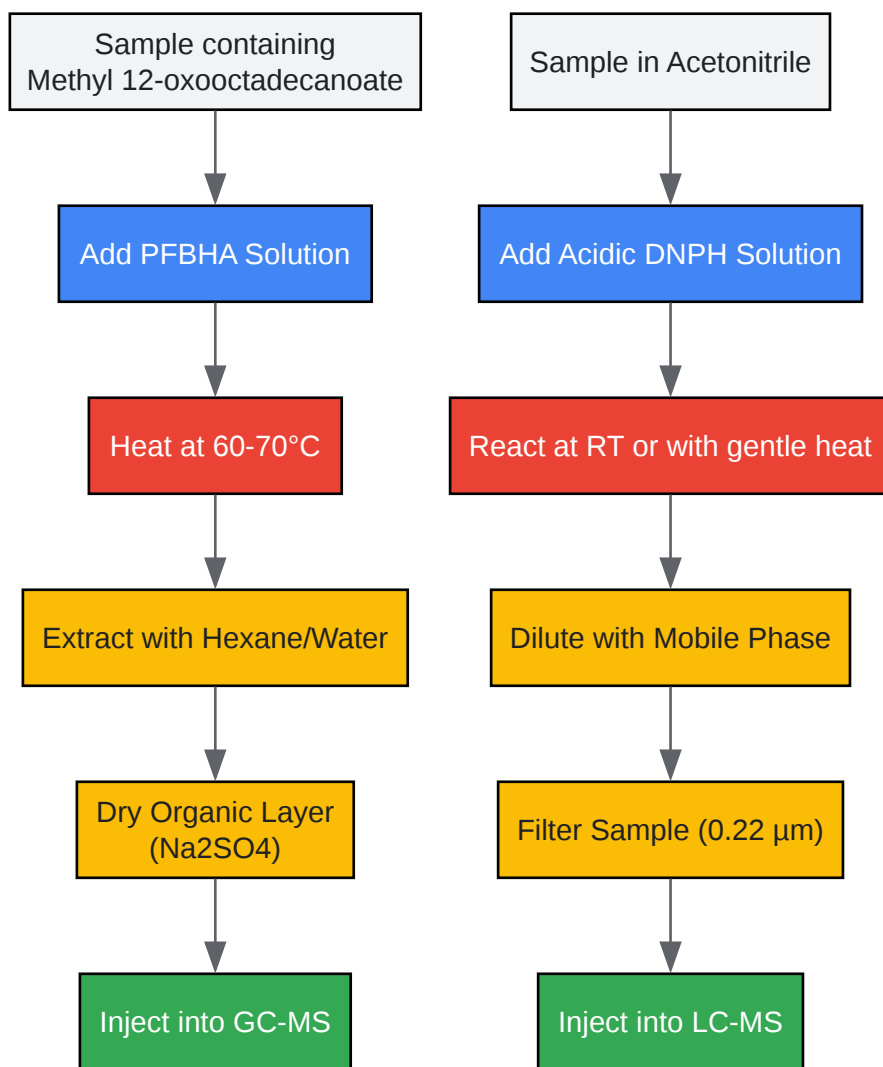 Sample containing
Methyl 12-oxooctadecanoate
Add PFBHA Solution
Heat at 60-70°C
Extract with Hexane/Water
Dry Organic Layer
(Na2SO4)
Inject into GC-MS
Sample in Acetonitrile
Add Acidic DNPH Solution
React at RT or with gentle heat
Dilute with Mobile Phase
Filter Sample (0.22 µm)
Inject into LC-MS